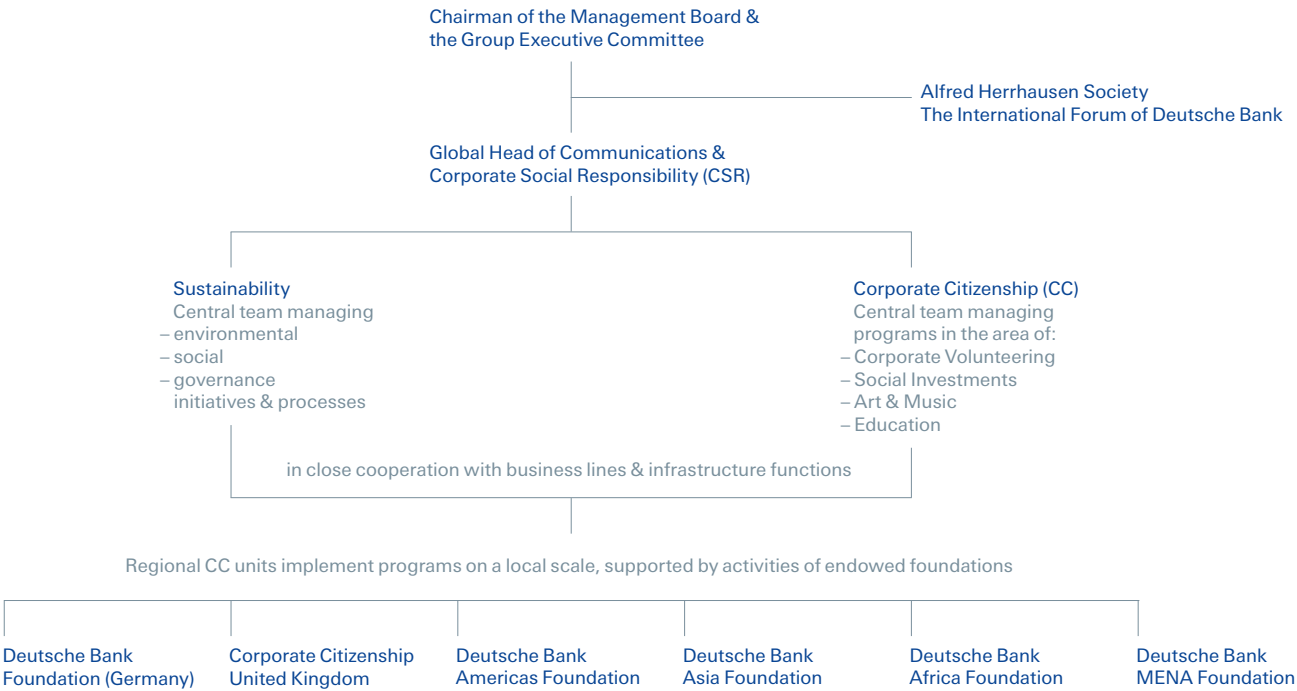 Chairman of the Management Board &
the Group Executive Committee
Alfred Herrhausen Society
The International Forum of Deutsche Bank
Global Head of Communications &
Corporate Social Responsibility (CSR)
Sustainability
Central team managing
– environmental
– social
– governance
initiatives & processes
Corporate Citizenship (CC)
Central team managing
programs in the area of:
– Corporate Volunteering
– Social Investments
– Art & Music
– Education
in close cooperation with business lines & infrastructure functions
Regional CC units implement programs on a local scale, supported by activities of endowed foundations
Deutsche Bank
Foundation (Germany)
Corporate Citizenship
United Kingdom
Deutsche Bank
Americas Foundation
Deutsche Bank
Asia Foundation
Deutsche Bank
Africa Foundation
Deutsche Bank
MENA Foundation